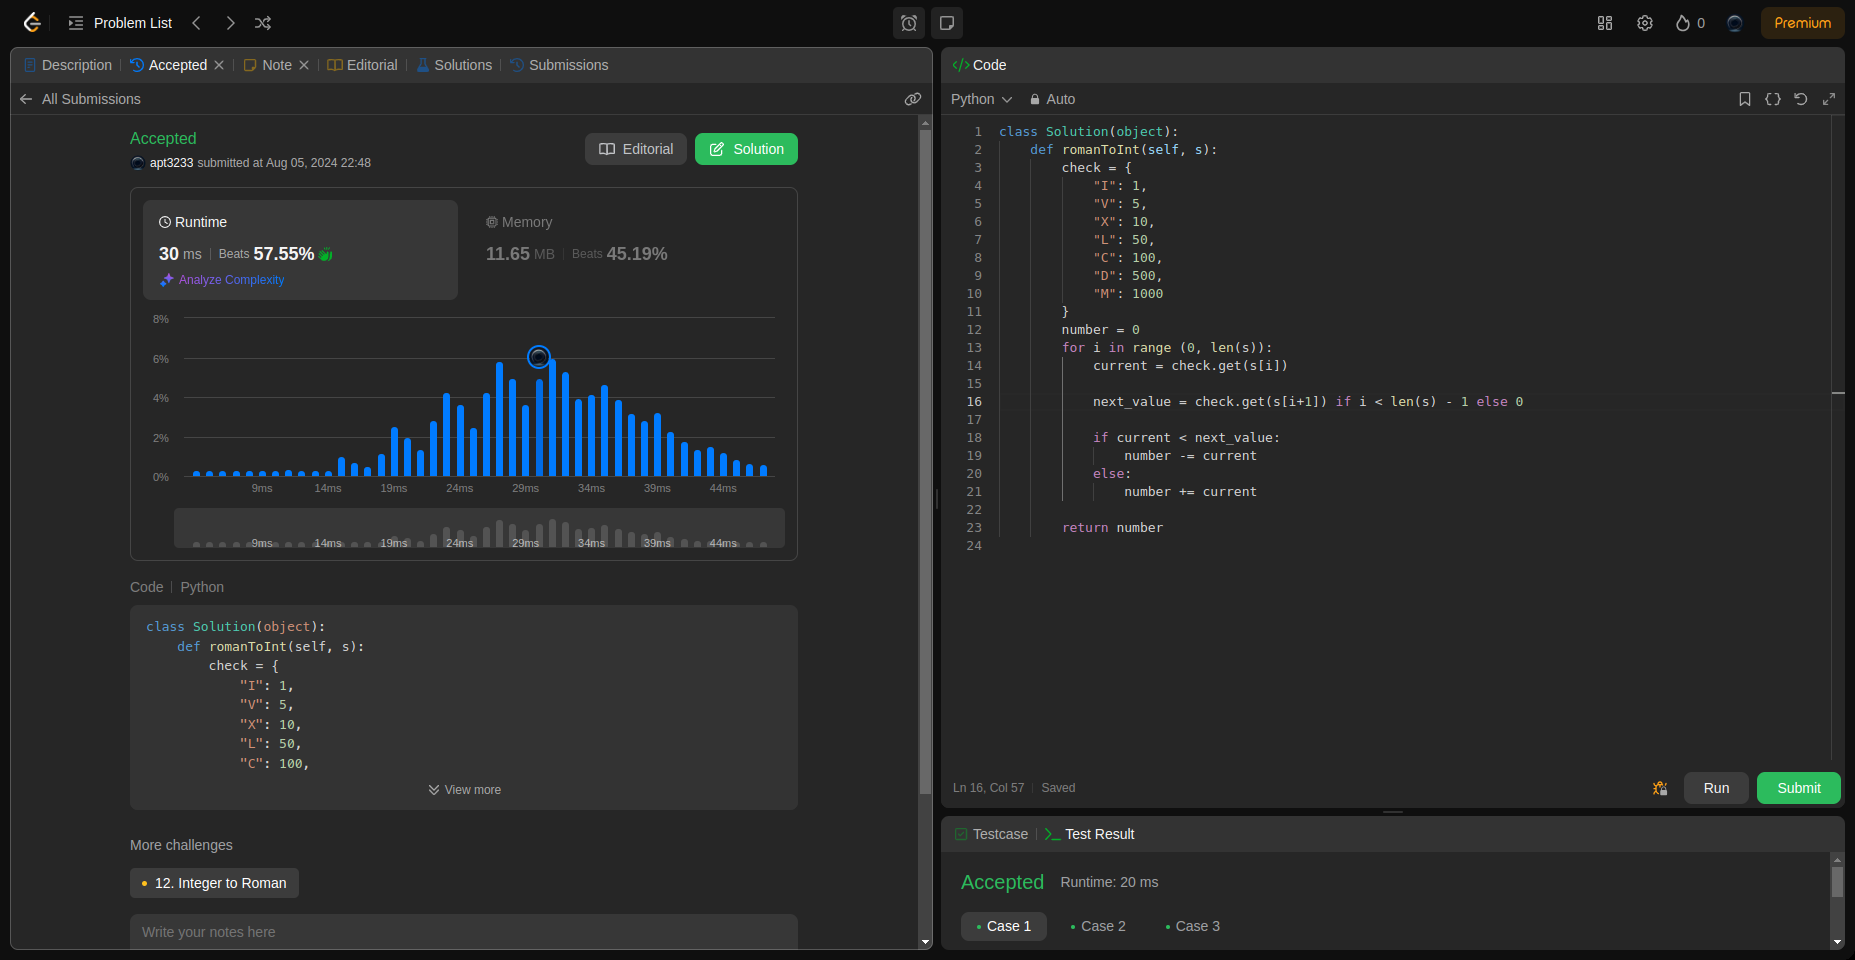 Problem List
0
Premium
Description
Accepted
Note
Editorial
Solutions
Submissions
All Submissions
Accepted
apt3233 submitted at Aug 05, 2024 22:48
Editorial
Solution
Runtime
30 ms
Beats 57.55%
Analyze Complexity
Memory
11.65 MB
Beats 45.19%
8%
6%
4%
2%
0%
9ms 14ms 19ms 24ms 29ms 34ms 39ms 44ms
9ms 14ms 19ms 24ms 29ms 34ms 39ms 44ms
Code
Python
class Solution(object):
def romanToInt(self, s):
check = {
"I": 1,
"V": 5,
"X": 10,
"L": 50,
"C": 100,
View more
More challenges
12. Integer to Roman
Write your notes here
</> Code
Python
Auto
1 class Solution(object):
2 def romanToInt(self, s):
3 check = {
4 "I": 1,
5 "V": 5,
6 "X": 10,
7 "L": 50,
8 "C": 100,
9 "D": 500,
10 "M": 1000
11 }
12 number = 0
13 for i in range (0, len(s)):
14 current = check.get(s[i])
15
16 next_value = check.get(s[i+1]) if i < len(s) - 1 else 0
17
18 if current < next_value:
19 number -= current
20 else:
21 number += current
22
23 return number
24
Ln 16, Col 57
Saved
Run
Submit
Testcase
Test Result
Accepted
Runtime: 20 ms
Case 1
Case 2
Case 3